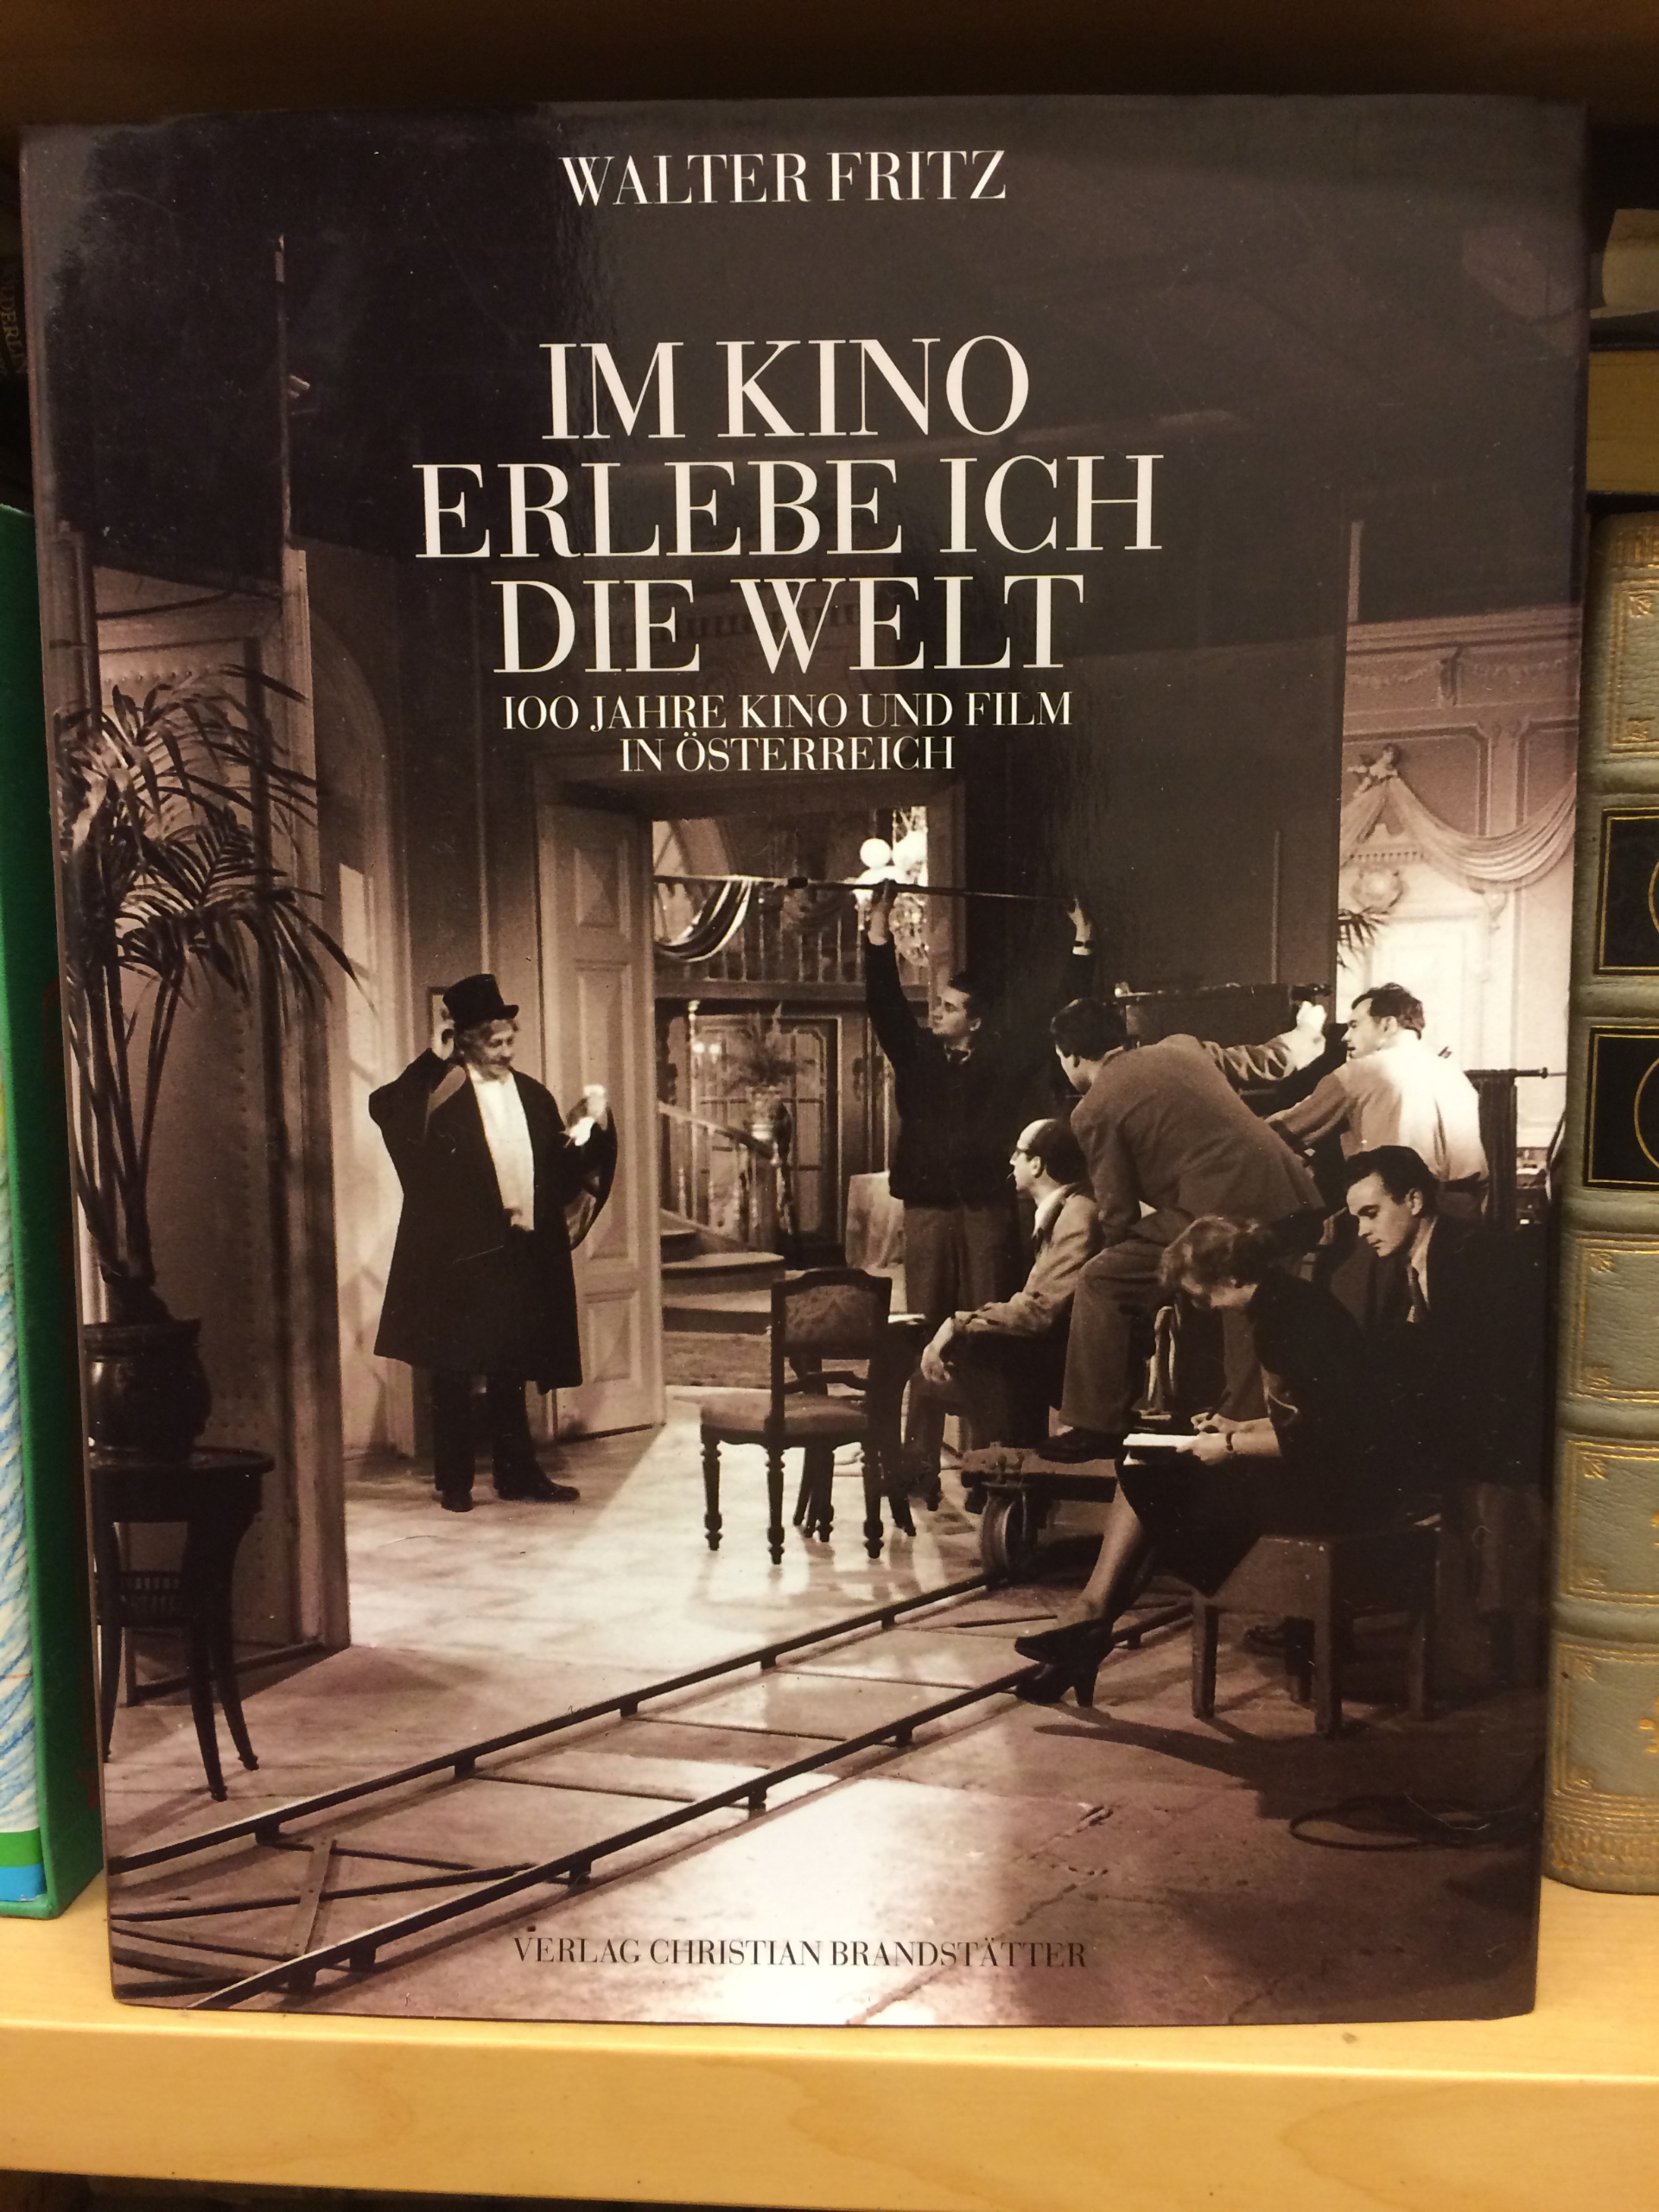 WALTER FRITZ
IM KINO
ERLEBE ICH
DIE WELT
100 JAHRE KINO UND FILM
IN ÖSTERREICH
VERLAG CHRISTIAN BRANDSTÄTTER